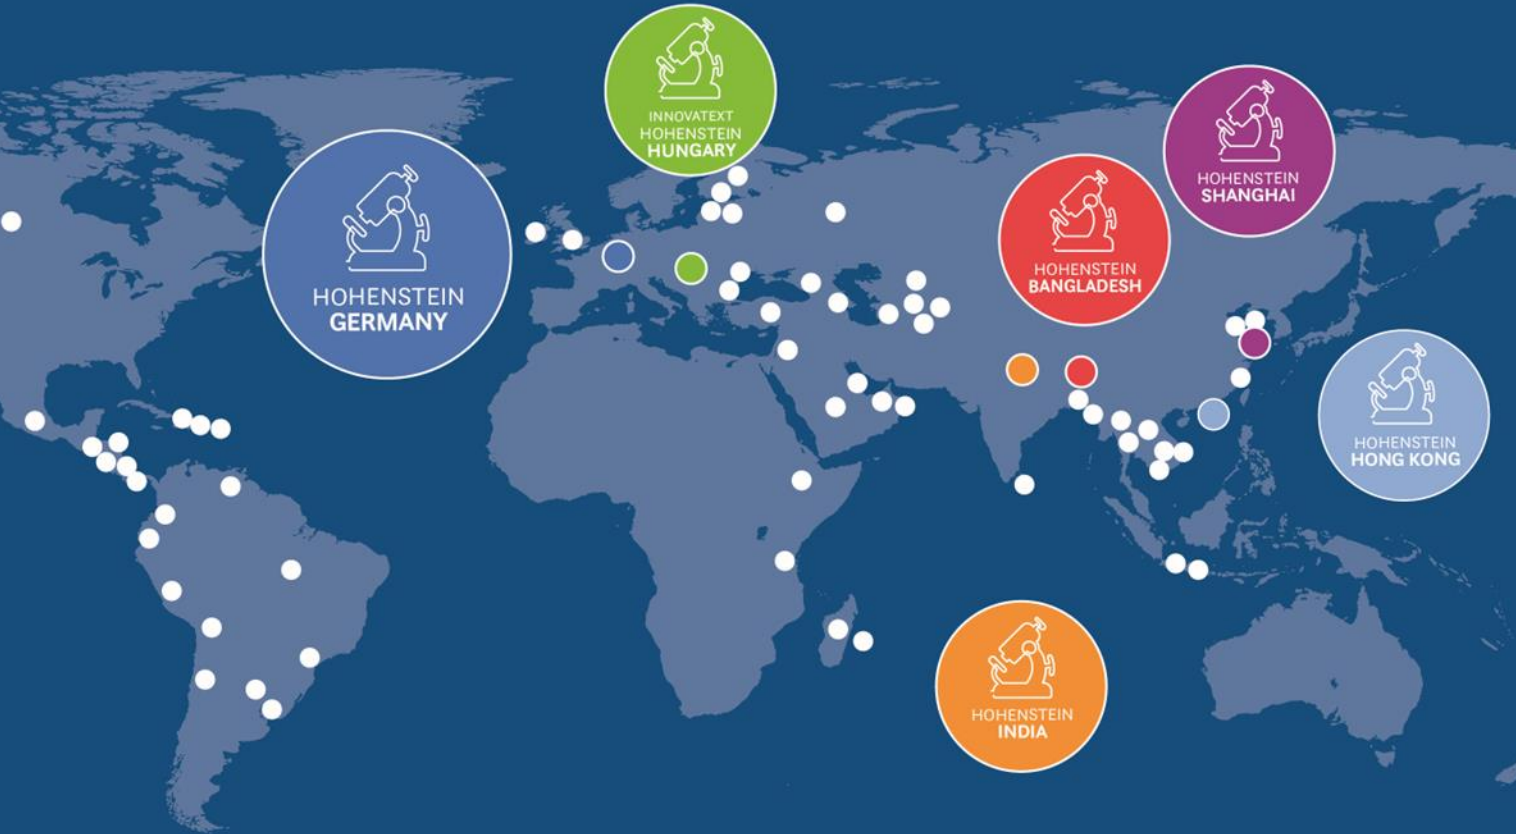 INNOVATEXT
HOHENSTEIN
HUNGARY
HOHENSTEIN
SHANGHAI
HOHENSTEIN
BANGLADESH
HOHENSTEIN
GERMANY
HOHENSTEIN
HONG KONG
HOHENSTEIN
INDIA